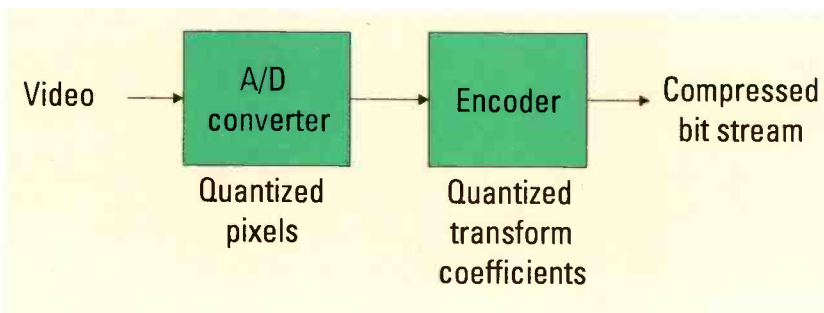 Video
A/D
converter
Encoder
Compressed
bit stream
Quantized
pixels
Quantized
transform
coefficients